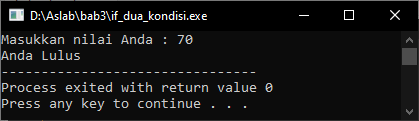 D:\Aslab\bab3\if_dua_kondisi.exe
Masukkan nilai Anda : 70
Anda Lulus
--------------------------------
Process exited with return value 0
Press any key to continue . . .